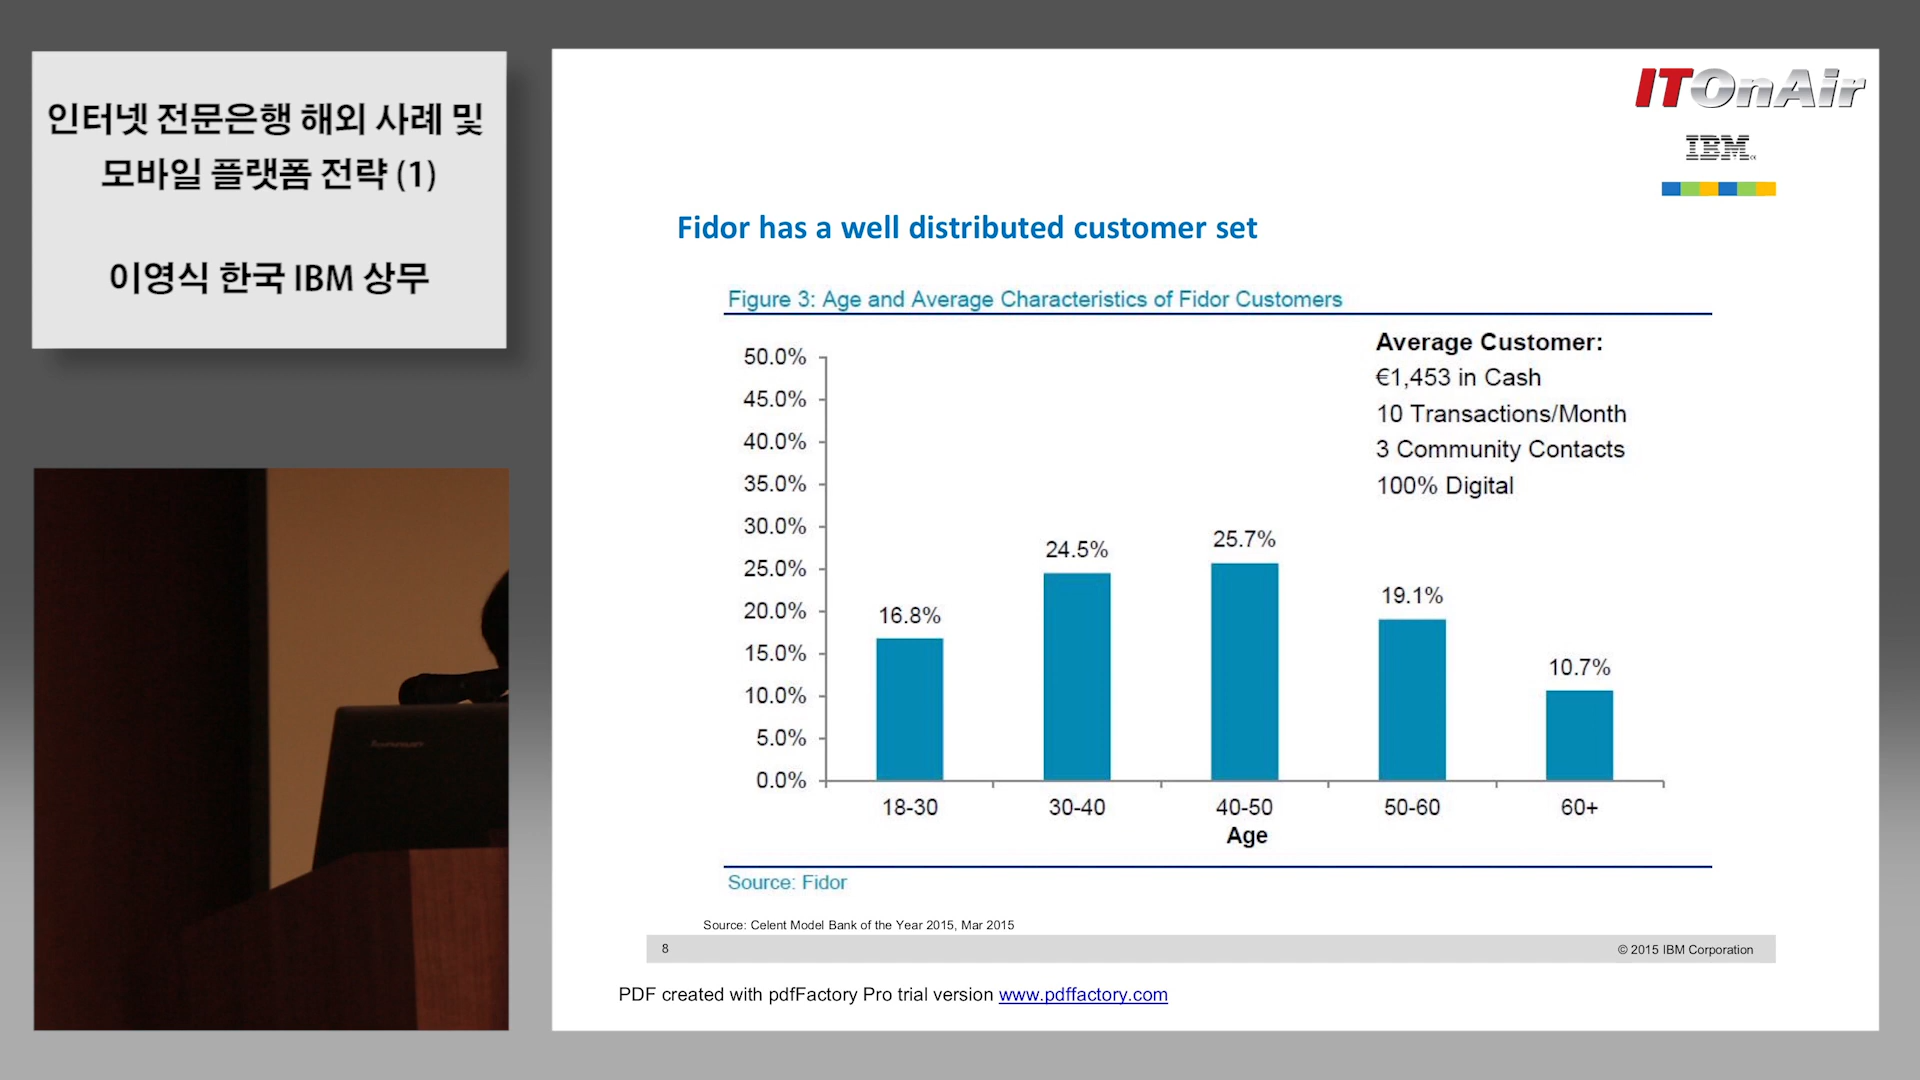 인터넷 전문은행 해외 사례 및
모바일 플랫폼 전략 (1)
이영식 한국 IBM 상무
ITOnAir
IBM
Fidor has a well distributed customer set
Figure 3: Age and Average Characteristics of Fidor Customers
Average Customer:
€1,453 in Cash
10 Transactions/Month
3 Community Contacts
100% Digital
50.0%
45.0%
40.0%
35.0%
30.0%
25.0%
20.0%
15.0%
10.0%
5.0%
0.0%
16.8%
24.5%
25.7%
19.1%
10.7%
18-30 30-40 40-50 50-60 60+
Age
Source: Fidor
Source: Celent Model Bank of the Year 2015, Mar 2015
8 © 2015 IBM Corporation
PDF created with pdfFactory Pro trial version www.pdffactory.com